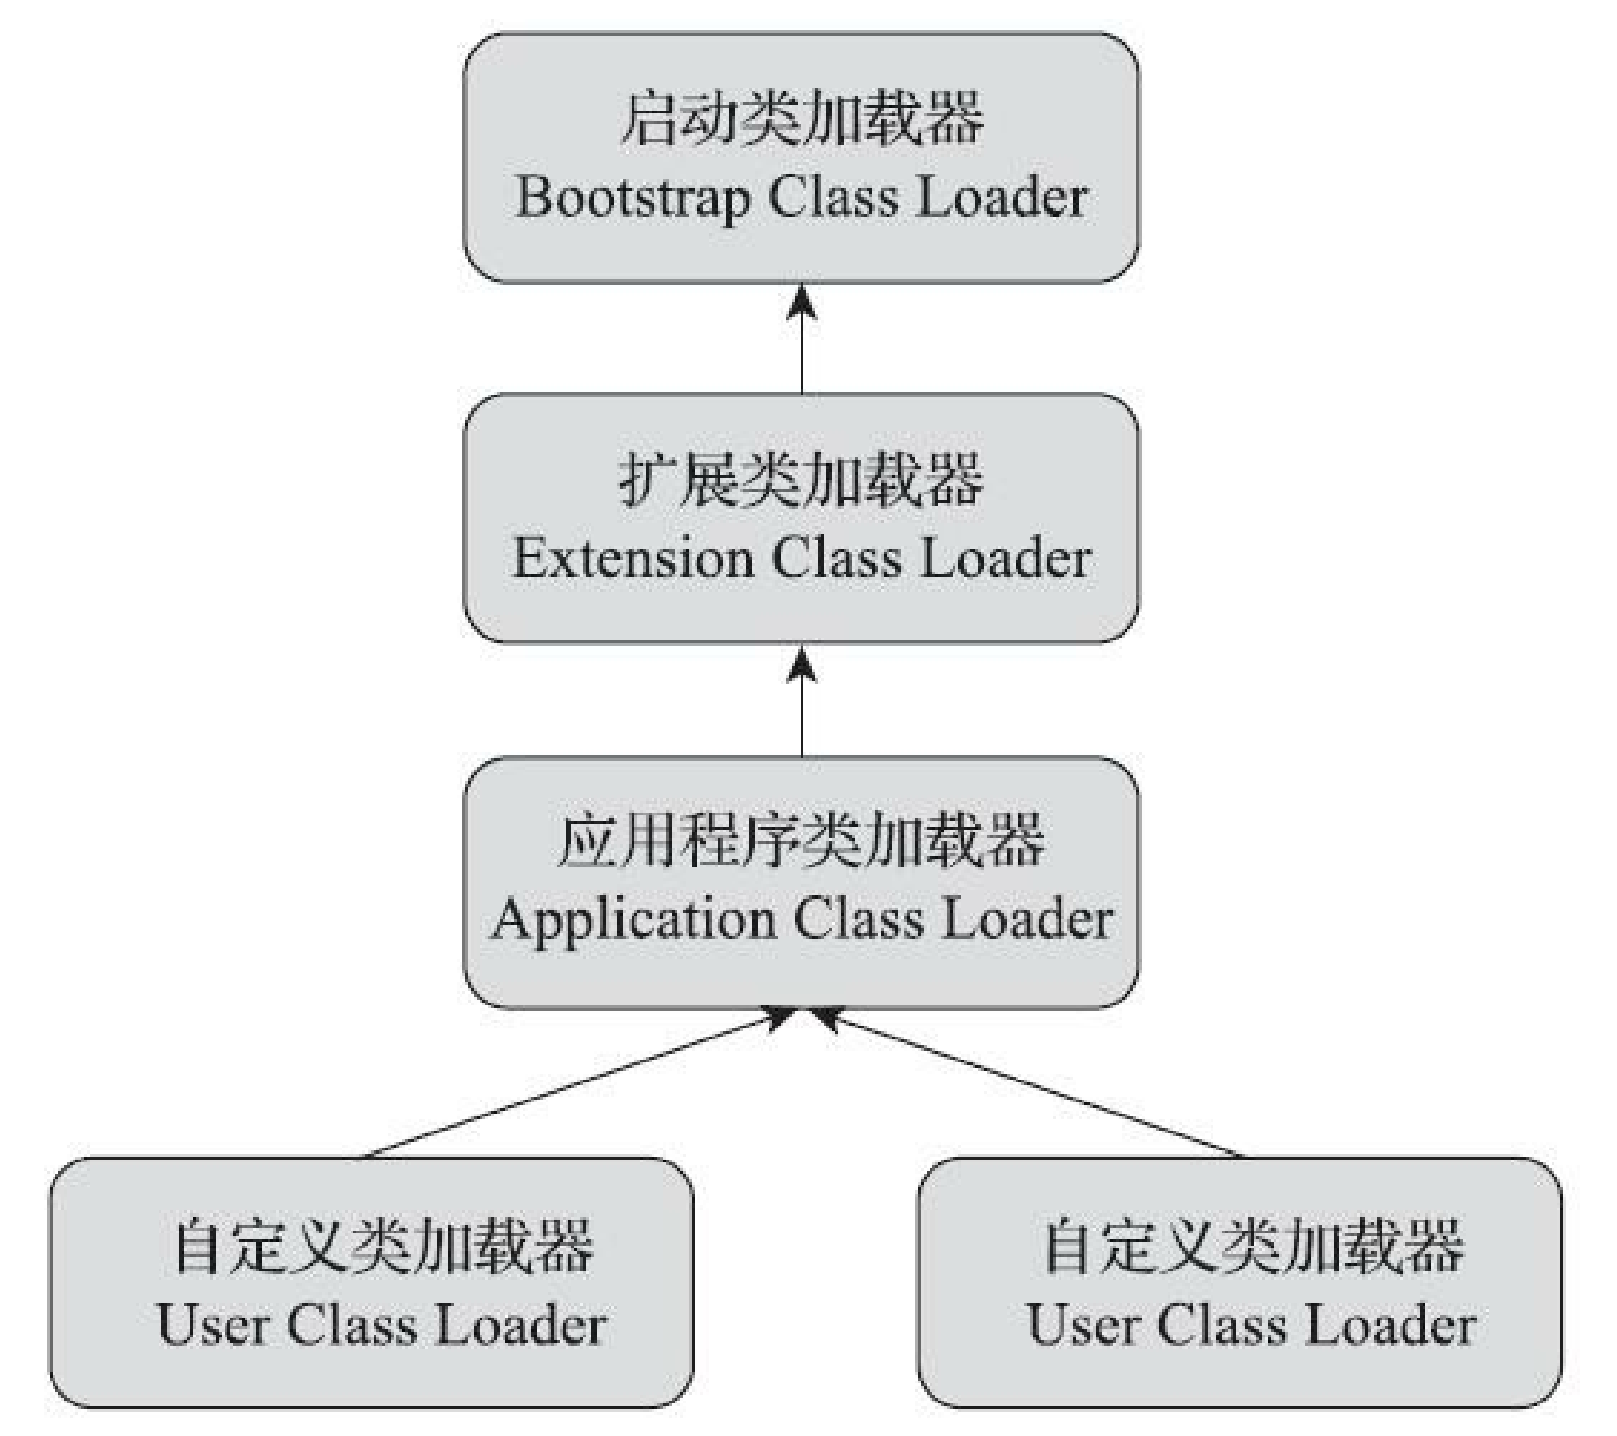 启动类加载器
Bootstrap Class Loader
扩展类加载器
Extension Class Loader
应用程序类加载器
Application Class Loader
自定义类加载器
User Class Loader
自定义类加载器
User Class Loader